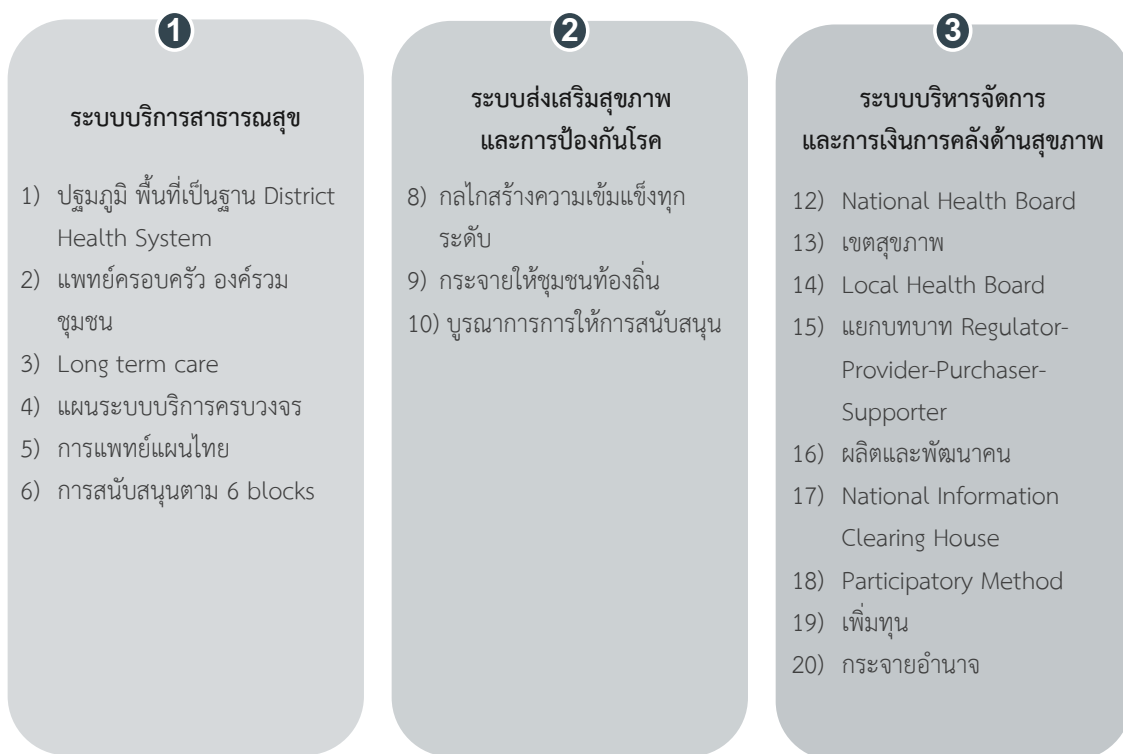 1
ระบบบริการสาธารณสุข
1) ปฐมภูมิ พื้นที่เป็นฐาน District
Health System
2) แพทย์ครอบครัว องค์รวม
ชุมชน
3) Long term care
4) แผนระบบบริการครบวงจร
5) การแพทย์แผนไทย
6) การสนับสนุนตาม 6 blocks
2
ระบบส่งเสริมสุขภาพ
และการป้องกันโรค
8) กลไกสร้างความเข้มแข็งทุก
ระดับ
9) กระจายให้ชุมชนท้องถิ่น
10) บูรณาการการให้การสนับสนุน
3
ระบบบริหารจัดการ
และการเงินการคลังด้านสุขภาพ
12) National Health Board
13) เขตสุขภาพ
14) Local Health Board
15) แยกบทบาท Regulator-
Provider-Purchaser-
Supporter
16) ผลิตและพัฒนาคน
17) National Information
Clearing House
18) Participatory Method
19) เพิ่มทุน
20) กระจายอำนาจ